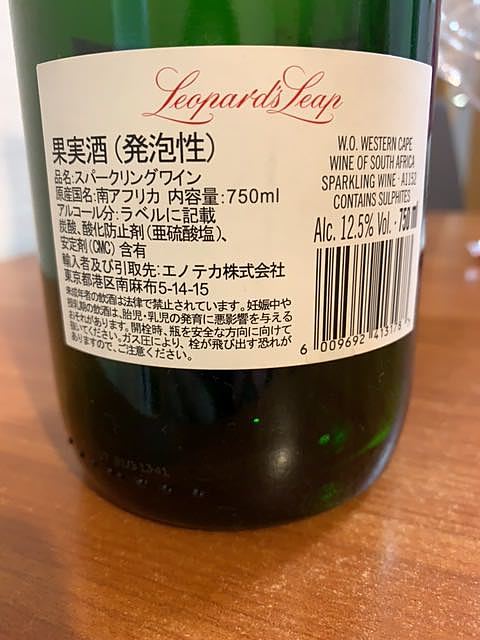 Leopard's Leap
果実酒(発泡性)
品名:スパークリングワイン
原産国名:南アフリカ 内容量:750ml
アルコール分:ラベルに記載
炭酸、酸化防止剤(亜硫酸塩)、
安定剤(CMC)含有
輸入者及び引取先:エノテカ株式会社
東京都港区南麻布5-14-15
未成年者の飲酒は法律で禁止されています。妊娠中や
授乳期の飲酒は、胎児・乳児の発育に悪影響を与える
おそれがあります。開栓時、瓶を安全な方向に向けて
抜いてください。ガス圧により、栓が飛び出す恐れが
ありますので、ご注意ください。
W.O. WESTERN CAPE
WINE OF SOUTH AFRICA
SPARKLING WINE · A1152
CONTAINS SULPHITES
Alc. 12.5% Vol. · 750 ml
6 009692 41317